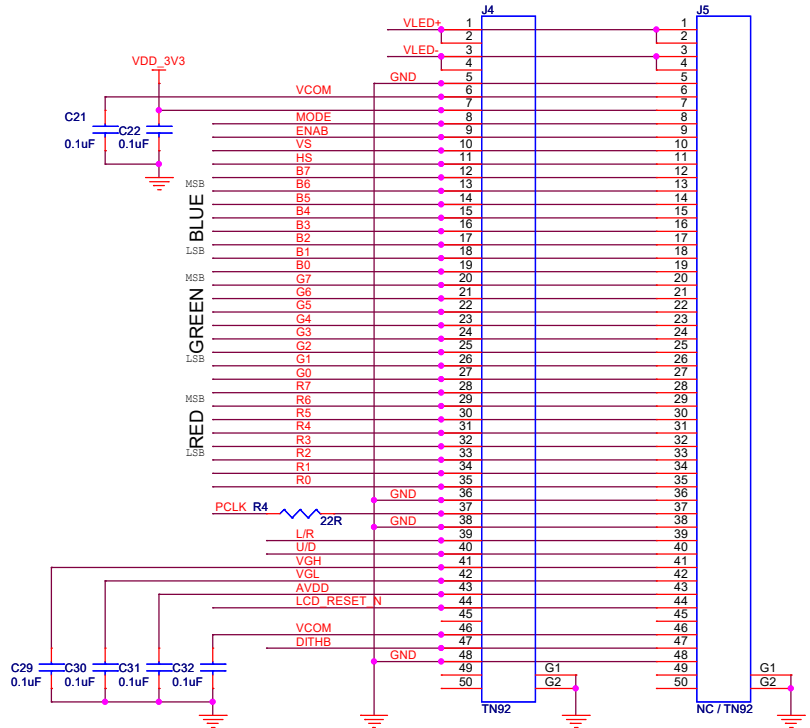 J4 J5
VLED+ 1 1
2 2
VLED- 3 3
4 4
VDD_3V3 GND 5 5
VCOM 6 6
7 7
C21 MODE 8 8
C22 ENAB 9 9
0.1uF 0.1uF VS 10 10
HS 11 11
B7 12 12
MSB B6 13 13
B5 14 14
B4 15 15
BLUE B3 16 16
B2 17 17
LSB B1 18 18
B0 19 19
MSB G7 20 20
G6 21 21
G5 22 22
G4 23 23
GREEN G3 24 24
G2 25 25
LSB G1 26 26
G0 27 27
R7 28 28
MSB R6 29 29
R5 30 30
R4 31 31
RED R3 32 32
LSB R2 33 33
R1 34 34
R0 35 35
GND 36 36
PCLK R4 22R 37 37
GND 38 38
L/R 39 39
U/D 40 40
VGH 41 41
VGL 42 42
AVDD 43 43
LCD_RESET_N 44 44
45 45
VCOM 46 46
DITHB 47 47
GND 48 48
C29 C30 C31 C32 49 G1 49 G1
0.1uF 0.1uF 0.1uF 0.1uF 50 G2 50 G2
TN92 NC / TN92